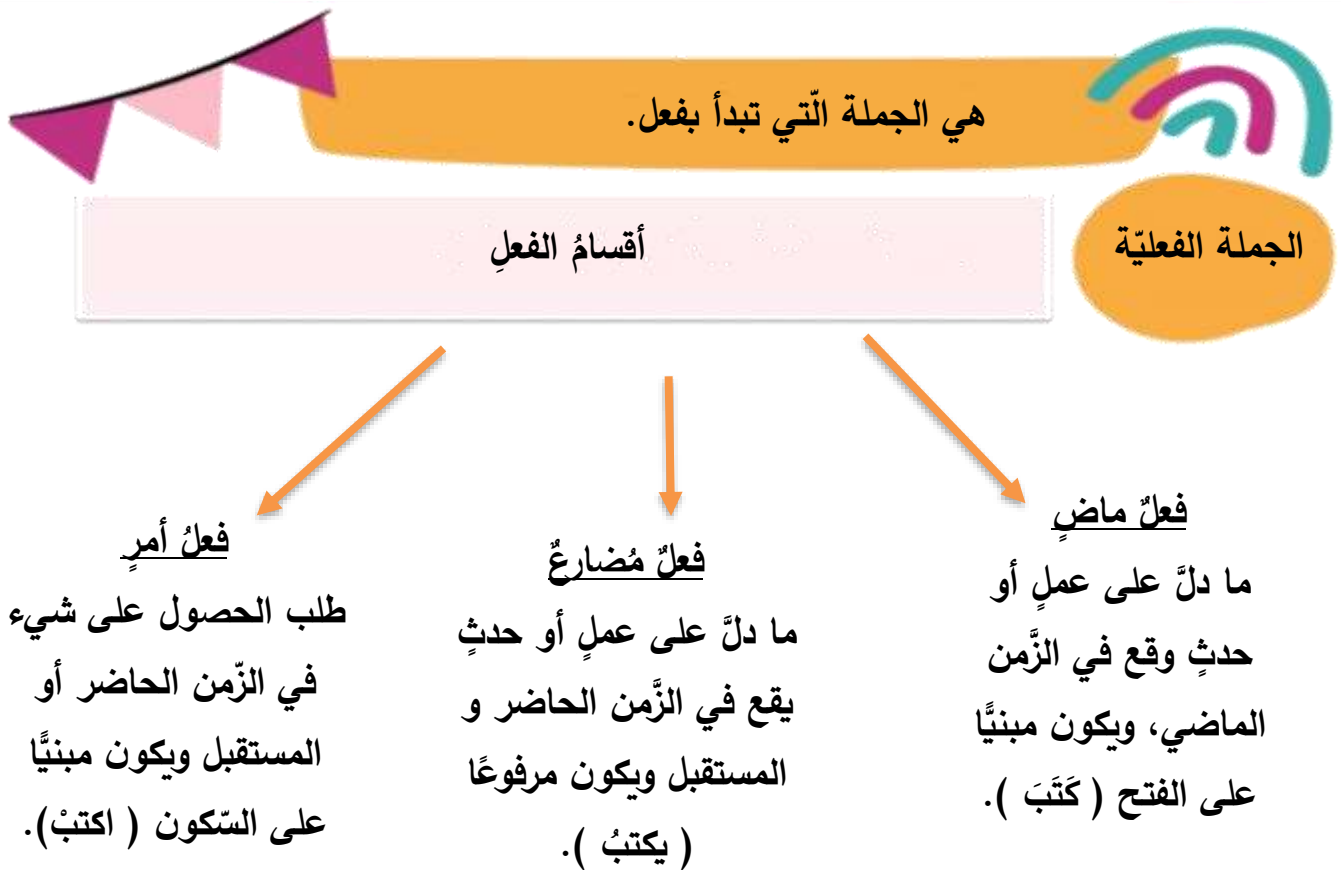 هي الجملة الّتي تبدأ بفعل.
الجملة الفعليّة
أقسامُ الفعلِ
فعلٌ ماضٍ
ما دلَّ على عملٍ أو
حدثٍ وقع في الزَّمن
الماضي، ويكون مبنيًّا
على الفتح ( كَتَبَ ).
فعلٌ مُضارعٌ
ما دلَّ على عملٍ أو حدثٍ
يقع في الزَّمن الحاضر و
المستقبل ويكون مرفوعًا
( يكتبُ ).
فعلُ أمرٍ
طلب الحصول على شيء
في الزّمن الحاضر أو
المستقبل ويكون مبنيًّا
على السّكون ( اكتبْ).